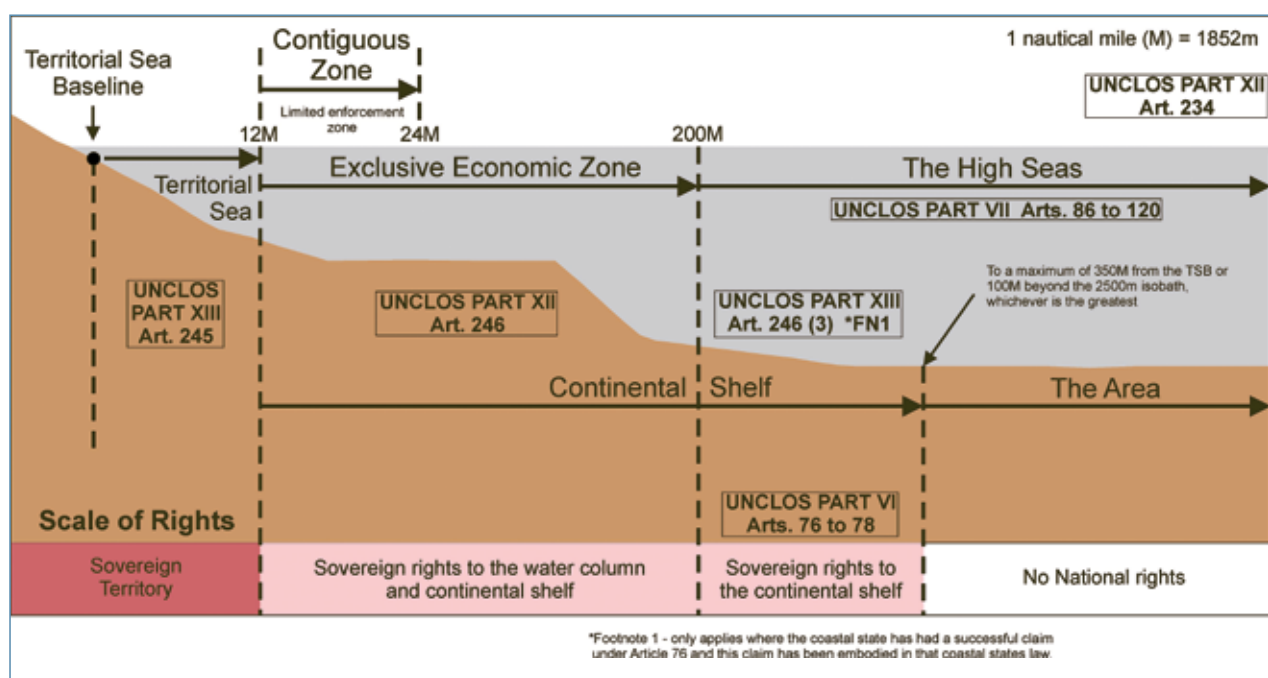 Territorial Sea
Baseline
Contiguous
Zone
Limited enforcement
zone
1 nautical mile (M) = 1852m
UNCLOS PART XII
Art. 234
12M
24M
200M
Territorial
Sea
Exclusive Economic Zone
The High Seas
UNCLOS PART VII Arts. 86 to 120
To a maximum of 350M from the TSB or
100M beyond the 2500m isobath,
whichever is the greatest
UNCLOS
PART XIII
Art. 245
UNCLOS PART XII
Art. 246
UNCLOS PART XIII
Art. 246 (3) *FN1
Continental Shelf
The Area
UNCLOS PART VI
Arts. 76 to 78
Scale of Rights
Sovereign
Territory
Sovereign rights to the water column
and continental shelf
Sovereign rights to
the continental shelf
No National rights
*Footnote 1 - only applies where the coastal state has had a successful claim
under Article 76 and this claim has been embodied in that coastal states law.